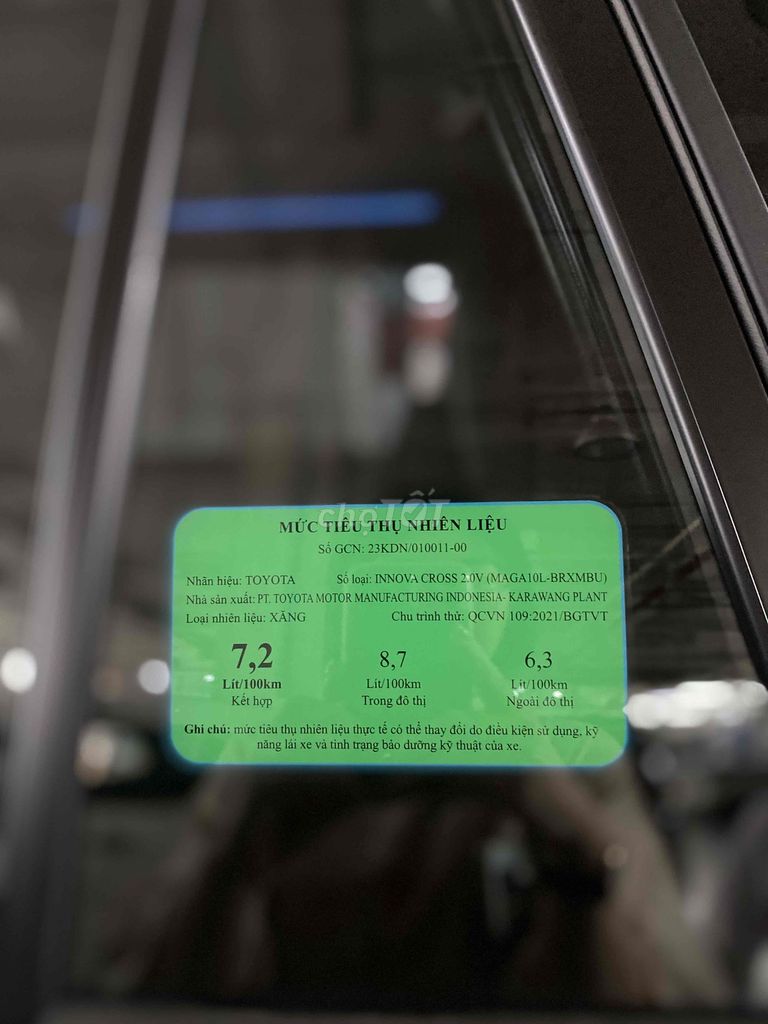 chợTỐT
MỨC TIÊU THỤ NHIÊN LIỆU
Số GCN: 23KDN/010011-00
Nhãn hiệu: TOYOTA Số loại: INNOVA CROSS 2.0V (MAGA10L-BRXMBU)
Nhà sản xuất: PT. TOYOTA MOTOR MANUFACTURING INDONESIA- KARAWANG PLANT
Loại nhiên liệu: XĂNG Chu trình thử: QCVN 109:2021/BGTVT
7,2 8,7 6,3
Lít/100km Lít/100km Lít/100km
Kết hợp Trong đô thị Ngoài đô thị
Ghi chú: mức tiêu thụ nhiên liệu thực tế có thể thay đổi do điều kiện sử dụng, kỹ
năng lái xe và tình trạng bảo dưỡng kỹ thuật của xe.